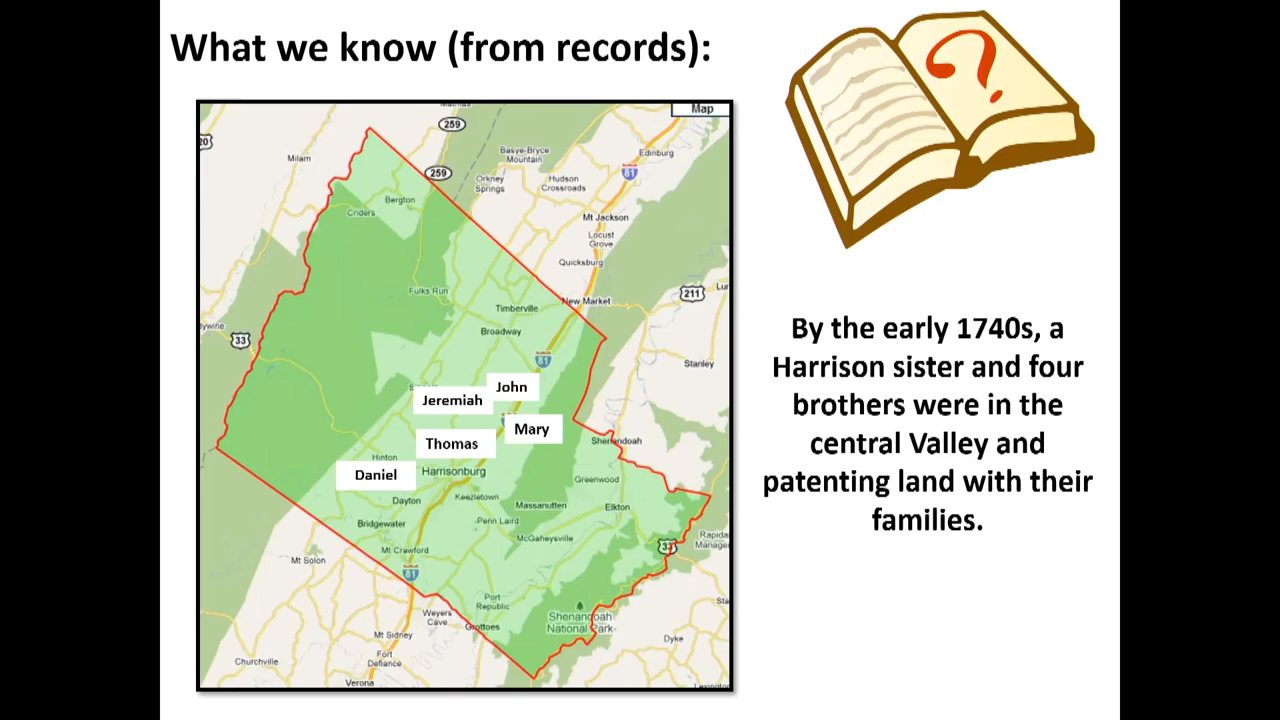 What we know (from records):
?
Map
259
20
Milam
Basye-Bryce
Mountain
Edinburg
259
81
Orkney
Springs
Hudson
Crossroads
Bergton
Criders
Mt Jackson
Locust
Grove
Quicksburg
Fulks Run
211
New Market
Timberville
33
Broadway
81
Stanley
John
Jeremiah
Mary
Thomas
Shenandoah
Hinton
Harrisonburg
Daniel
Greenwood
Dayton
Keezletown
Massanutten
Elkton
Bridgewater
Penn Laird
McGaheysville
33
Mt Crawford
Mt Solon
81
Port
Republic
Weyers
Cave
Grottoes
Shenandoah
National Park
Mt Sidney
Dyke
Fort
Defiance
Churchville
Verona
By the early 1740s, a
Harrison sister and four
brothers were in the
central Valley and
patenting land with their
families.